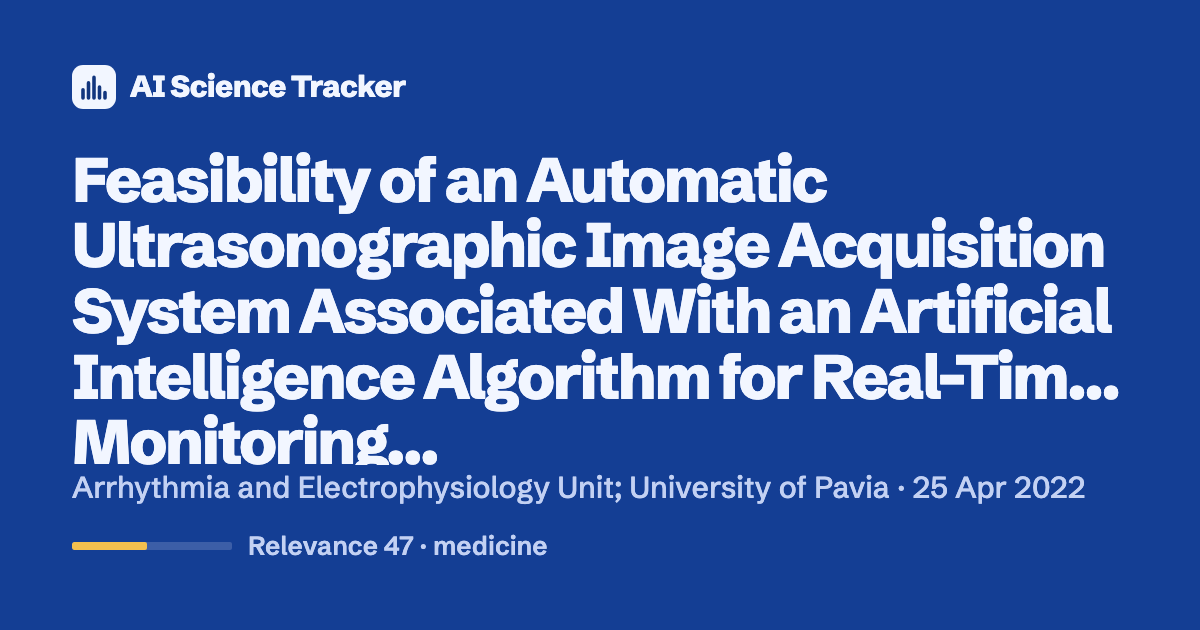 AI Science Tracker
Feasibility of an Automatic
Ultrasonographic Image Acquisition
System Associated With an Artificial
Intelligence Algorithm for Real-Tim...
Monitoring...
Arrhythmia and Electrophysiology Unit; University of Pavia · 25 Apr 2022
Relevance 47 · medicine